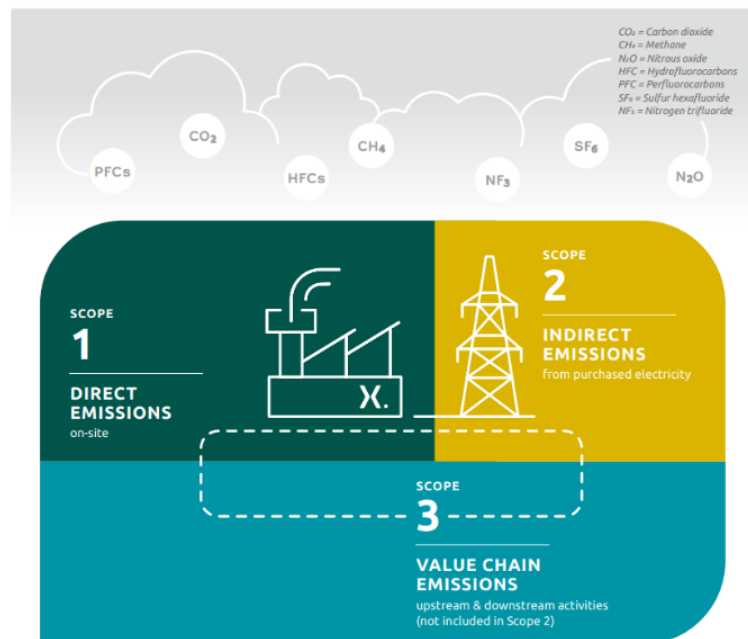 CO₂ = Carbon dioxide
CH₄ = Methane
N₂O = Nitrous oxide
HFC = Hydrofluorocarbons
PFC = Perfluorocarbons
SF₆ = Sulfur hexafluoride
NF₃ = Nitrogen trifluoride
PFCs
CO₂
HFCs
CH₄
NF₃
SF₆
N₂O
SCOPE
1
DIRECT
EMISSIONS
on-site
X.
SCOPE
2
INDIRECT
EMISSIONS
from purchased electricity
SCOPE
3
VALUE CHAIN
EMISSIONS
upstream & downstream activities
(not included in Scope 2)